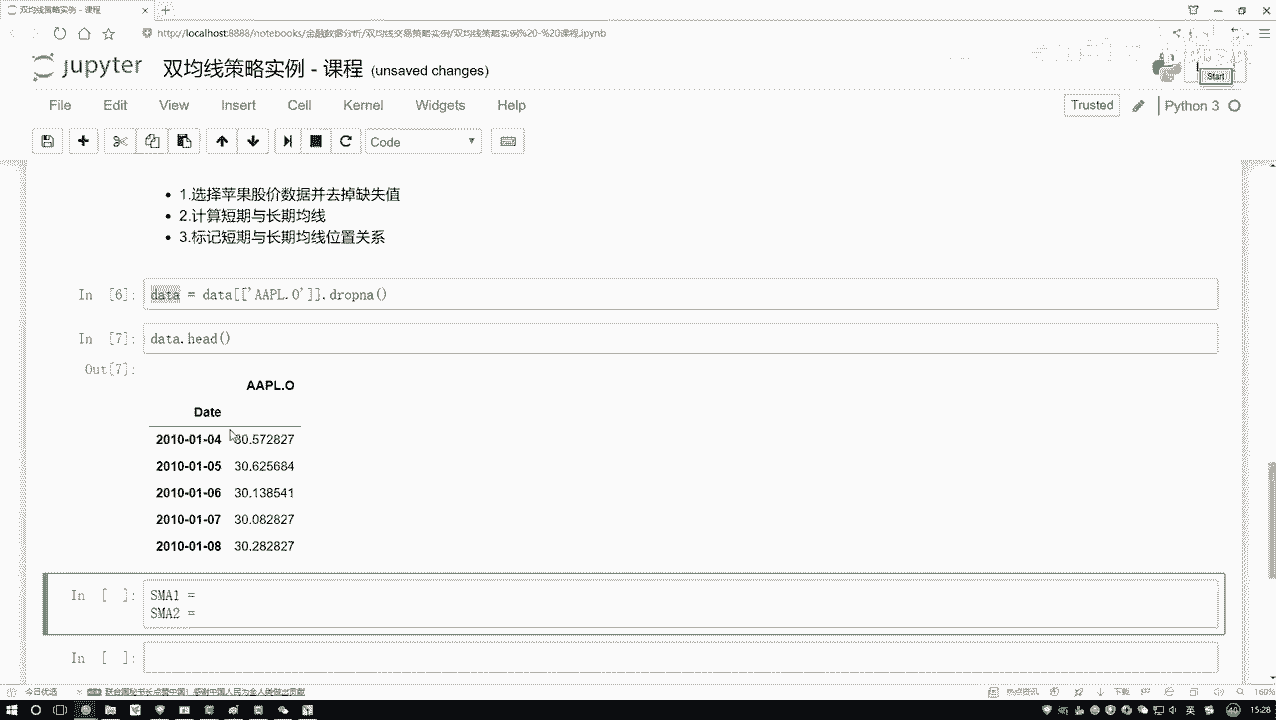 双均线策略实例 - 课程
http://localhost:8888/notebooks/金融数据分析/双均线交易策略实例/双均线策略实例%20-%20课程.ipynb
jupyter 双均线策略实例 - 课程 (unsaved changes)
Start
File Edit View Insert Cell Kernel Widgets Help
Trusted Python 3
Code
1.选择苹果股价数据并去掉缺失值
2.计算短期与长期均线
3.标记短期与长期均线位置关系
In [6]: data = data[['AAPL.O']].dropna()
In [7]: data.head()
Out[7]:
AAPL.O
Date
2010-01-04 30.572827
2010-01-05 30.625684
2010-01-06 30.138541
2010-01-07 30.082827
2010-01-08 30.282827
In [ ]: SMA1 =
SMA2 =
In [ ]:
今日优选
下载 160%
英 15:28